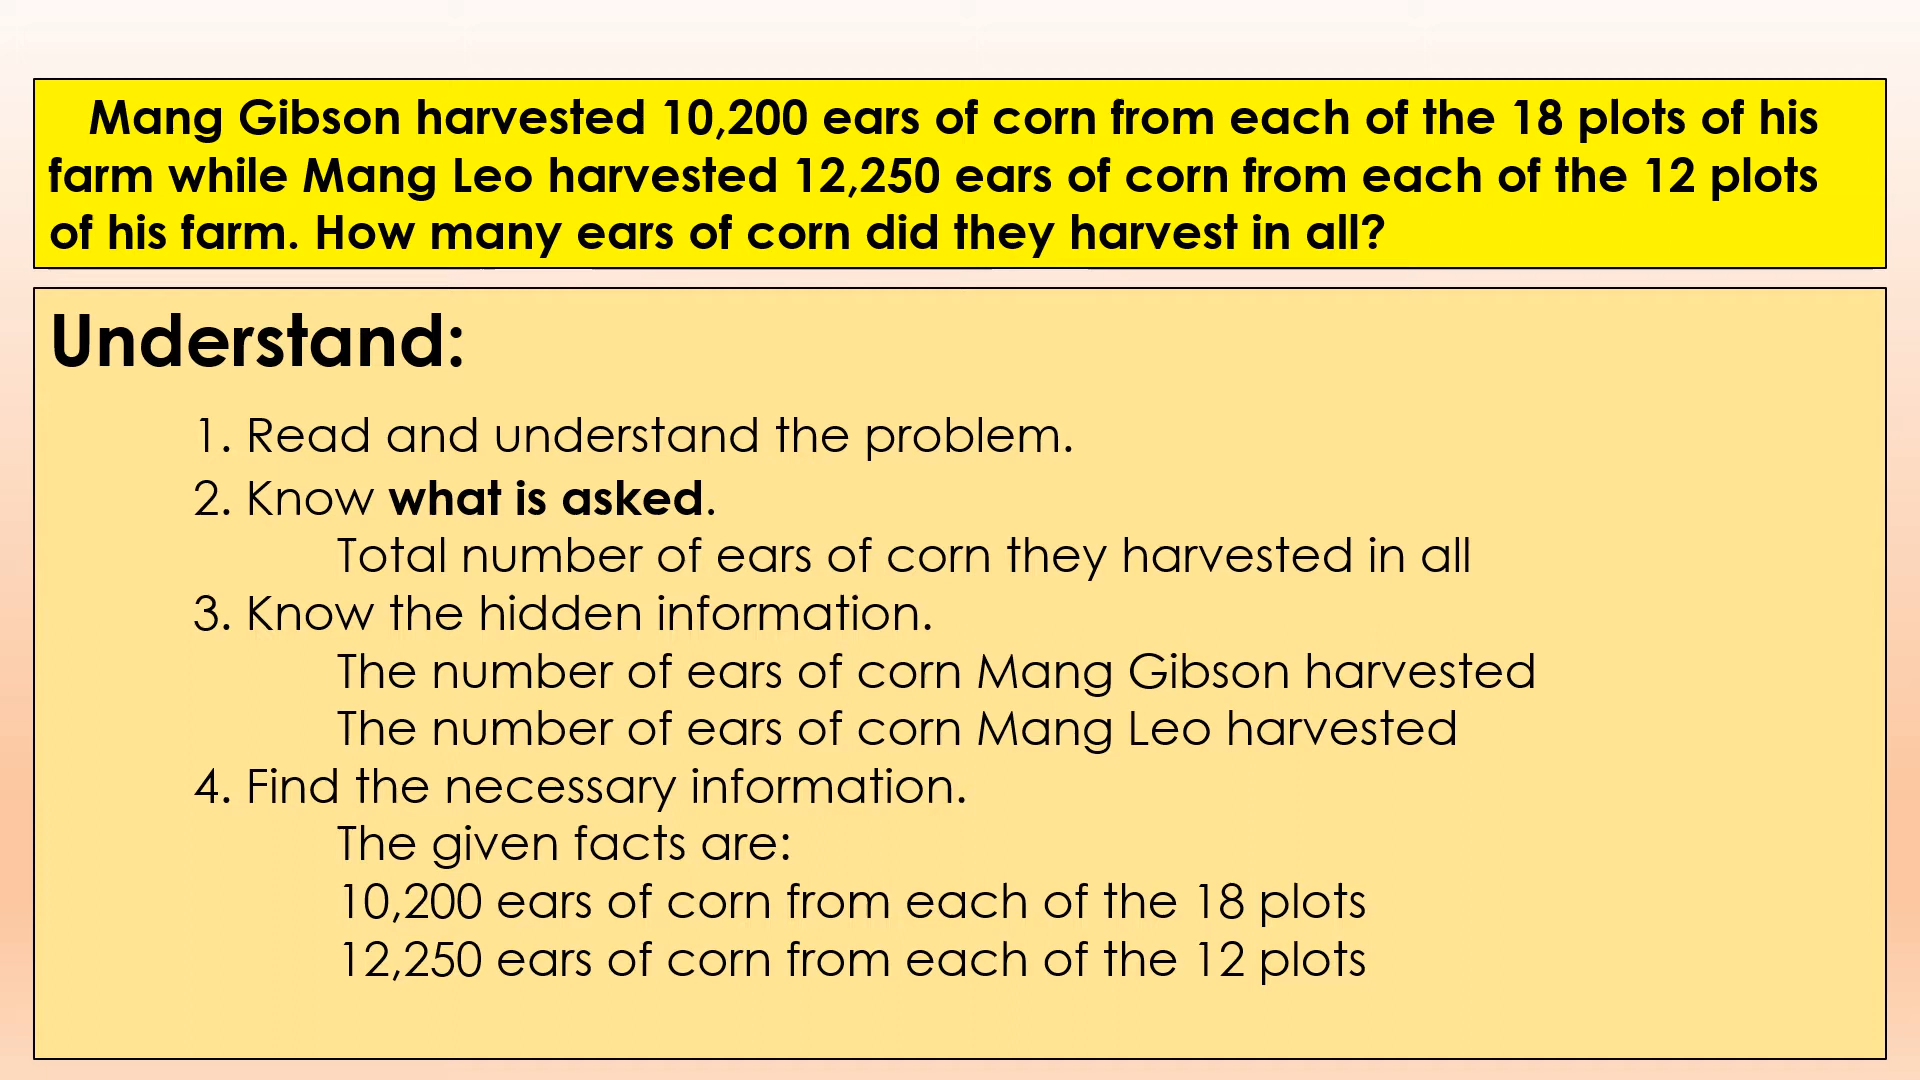 Mang Gibson harvested 10,200 ears of corn from each of the 18 plots of his
farm while Mang Leo harvested 12,250 ears of corn from each of the 12 plots
of his farm. How many ears of corn did they harvest in all?
Understand:
1. Read and understand the problem.
2. Know what is asked.
Total number of ears of corn they harvested in all
3. Know the hidden information.
The number of ears of corn Mang Gibson harvested
The number of ears of corn Mang Leo harvested
4. Find the necessary information.
The given facts are:
10,200 ears of corn from each of the 18 plots
12,250 ears of corn from each of the 12 plots